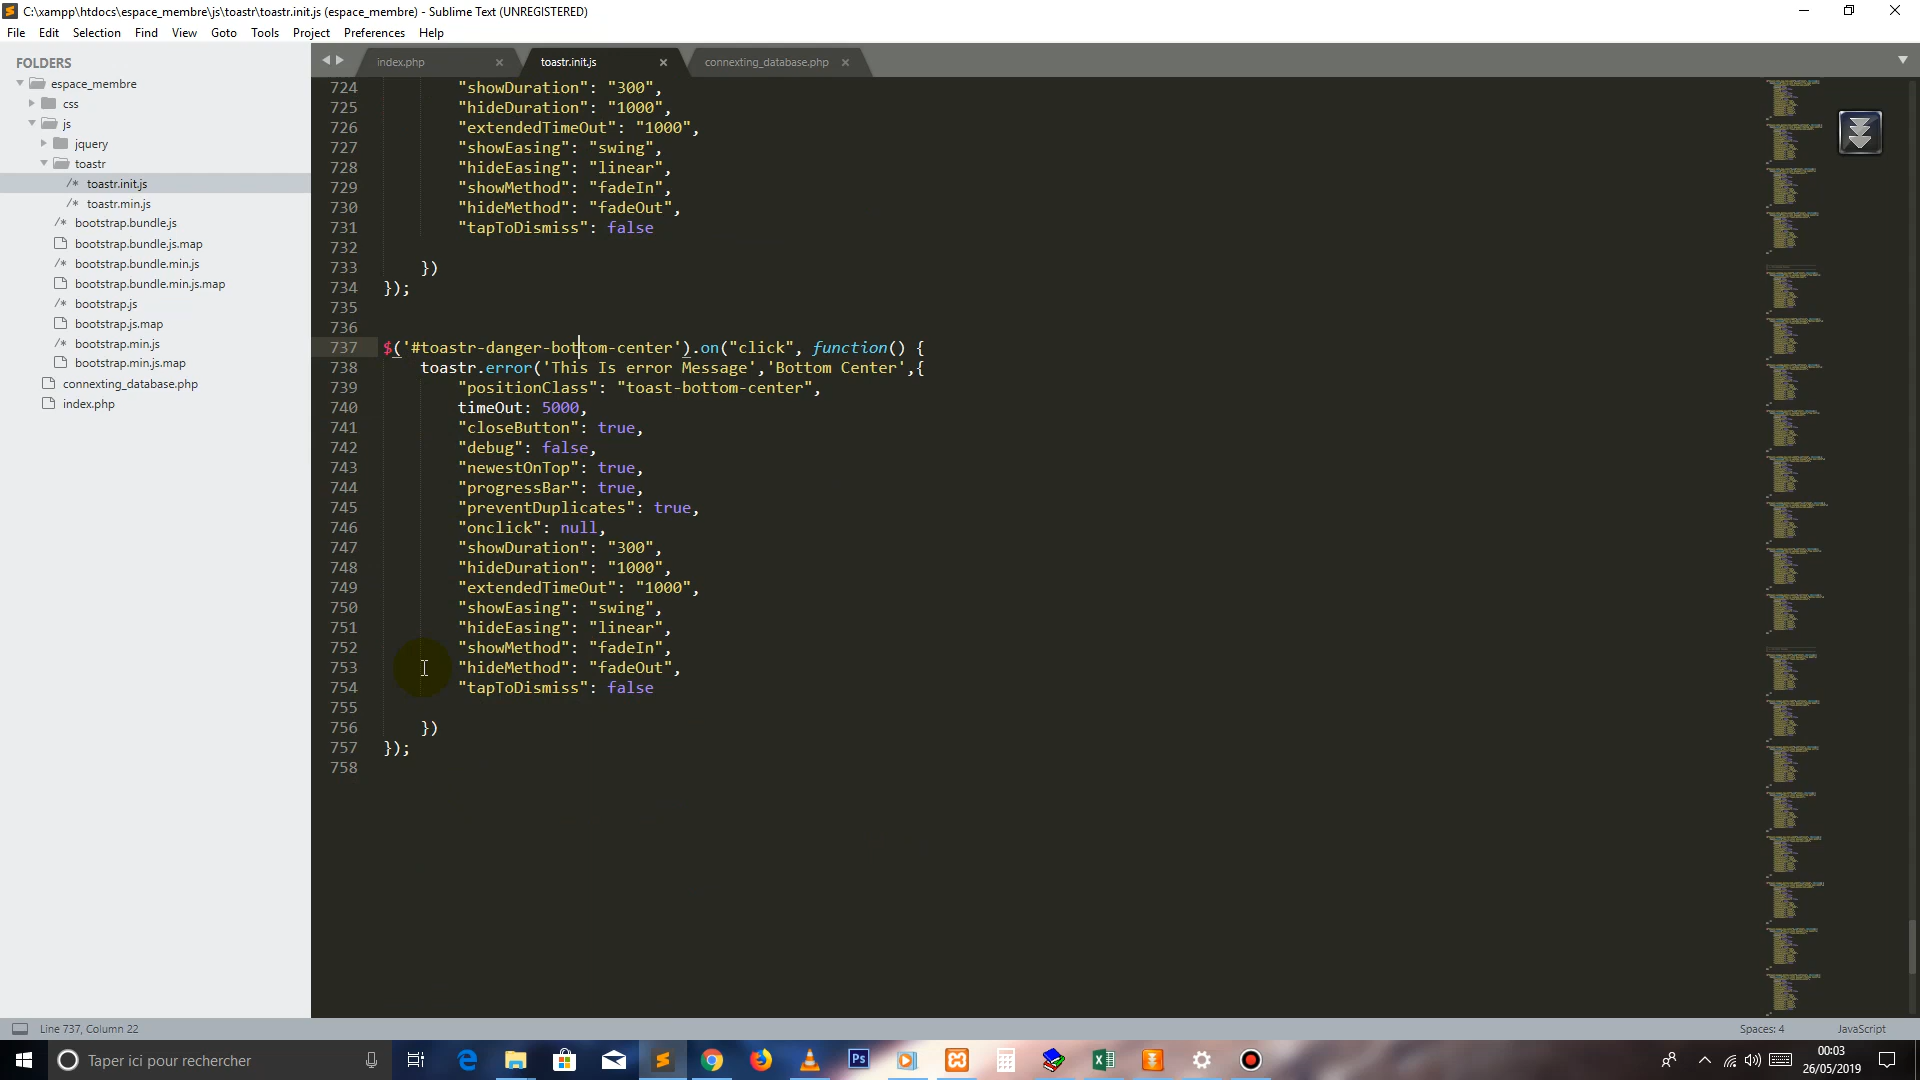 C:\xampp\htdocs\espace_membre\js\toastr\toastr.init.js (espace_membre) - Sublime Text (UNREGISTERED)
File Edit Selection Find View Goto Tools Project Preferences Help
FOLDERS
espace_membre
css
js
jquery
toastr
/* toastr.init.js
/* toastr.min.js
/* bootstrap.bundle.js
bootstrap.bundle.js.map
/* bootstrap.bundle.min.js
bootstrap.bundle.min.js.map
/* bootstrap.js
bootstrap.js.map
/* bootstrap.min.js
bootstrap.min.js.map
connexting_database.php
index.php
index.php × toastr.init.js × connexting_database.php ×
724 "showDuration": "300",
725 "hideDuration": "1000",
726 "extendedTimeOut": "1000",
727 "showEasing": "swing",
728 "hideEasing": "linear",
729 "showMethod": "fadeIn",
730 "hideMethod": "fadeOut",
731 "tapToDismiss": false
732
733 })
734 });
735
736
737 $('#toastr-danger-bottom-center').on("click", function() {
738 toastr.error('This Is error Message','Bottom Center',{
739 "positionClass": "toast-bottom-center",
740 timeOut: 5000,
741 "closeButton": true,
742 "debug": false,
743 "newestOnTop": true,
744 "progressBar": true,
745 "preventDuplicates": true,
746 "onclick": null,
747 "showDuration": "300",
748 "hideDuration": "1000",
749 "extendedTimeOut": "1000",
750 "showEasing": "swing",
751 "hideEasing": "linear",
752 "showMethod": "fadeIn",
753 "hideMethod": "fadeOut",
754 "tapToDismiss": false
755
756 })
757 });
758
Line 737, Column 22
Spaces: 4
JavaScript
Taper ici pour rechercher
Ps
00:03
26/05/2019